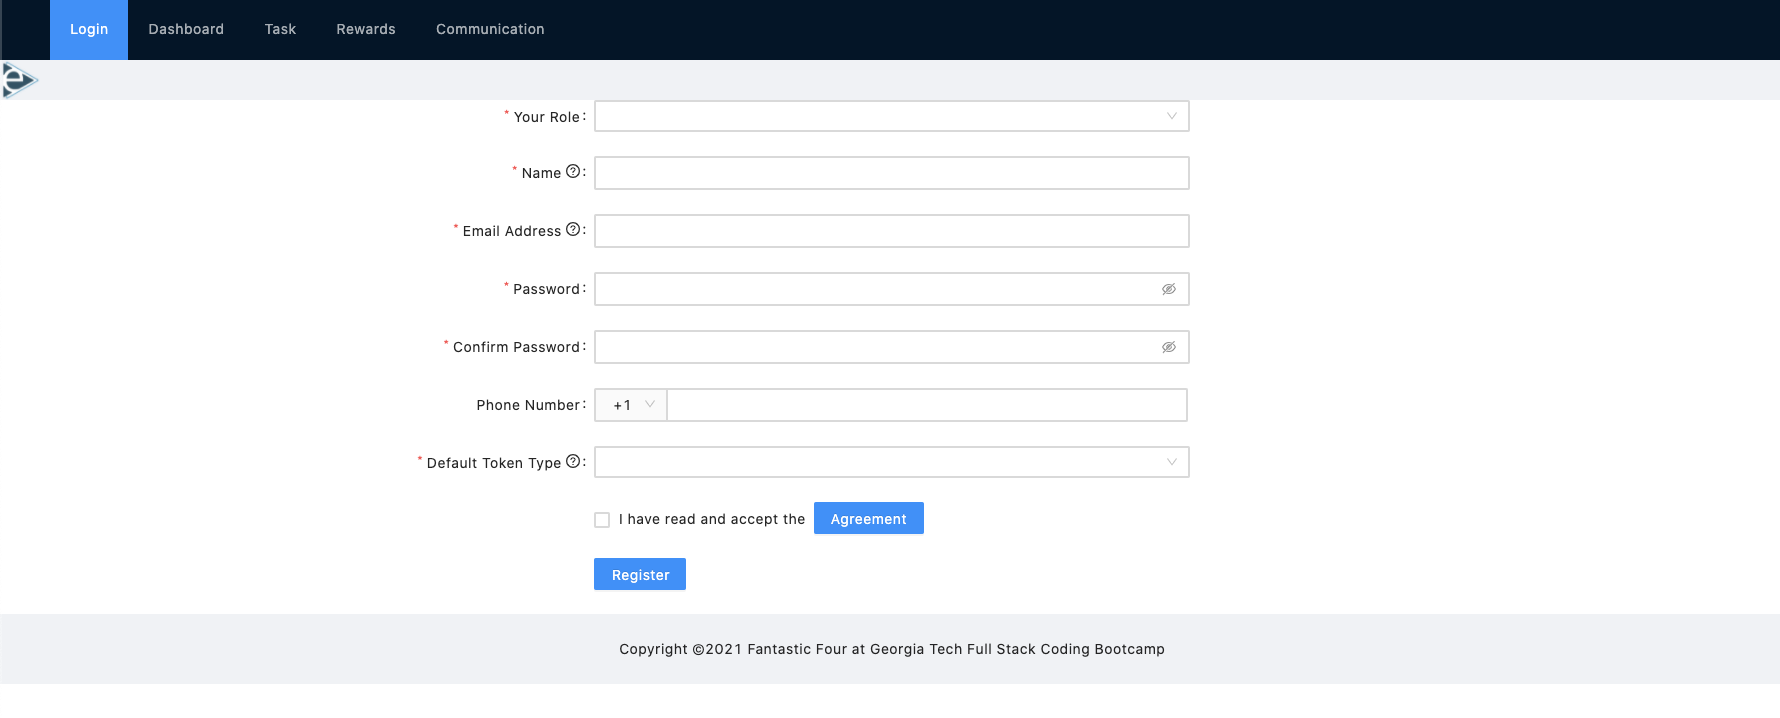 Login Dashboard Task Rewards Communication
e
* Your Role:
* Name ?:
* Email Address ?:
* Password:
* Confirm Password:
Phone Number: +1
* Default Token Type ?:
I have read and accept the Agreement
Register
Copyright ©2021 Fantastic Four at Georgia Tech Full Stack Coding Bootcamp